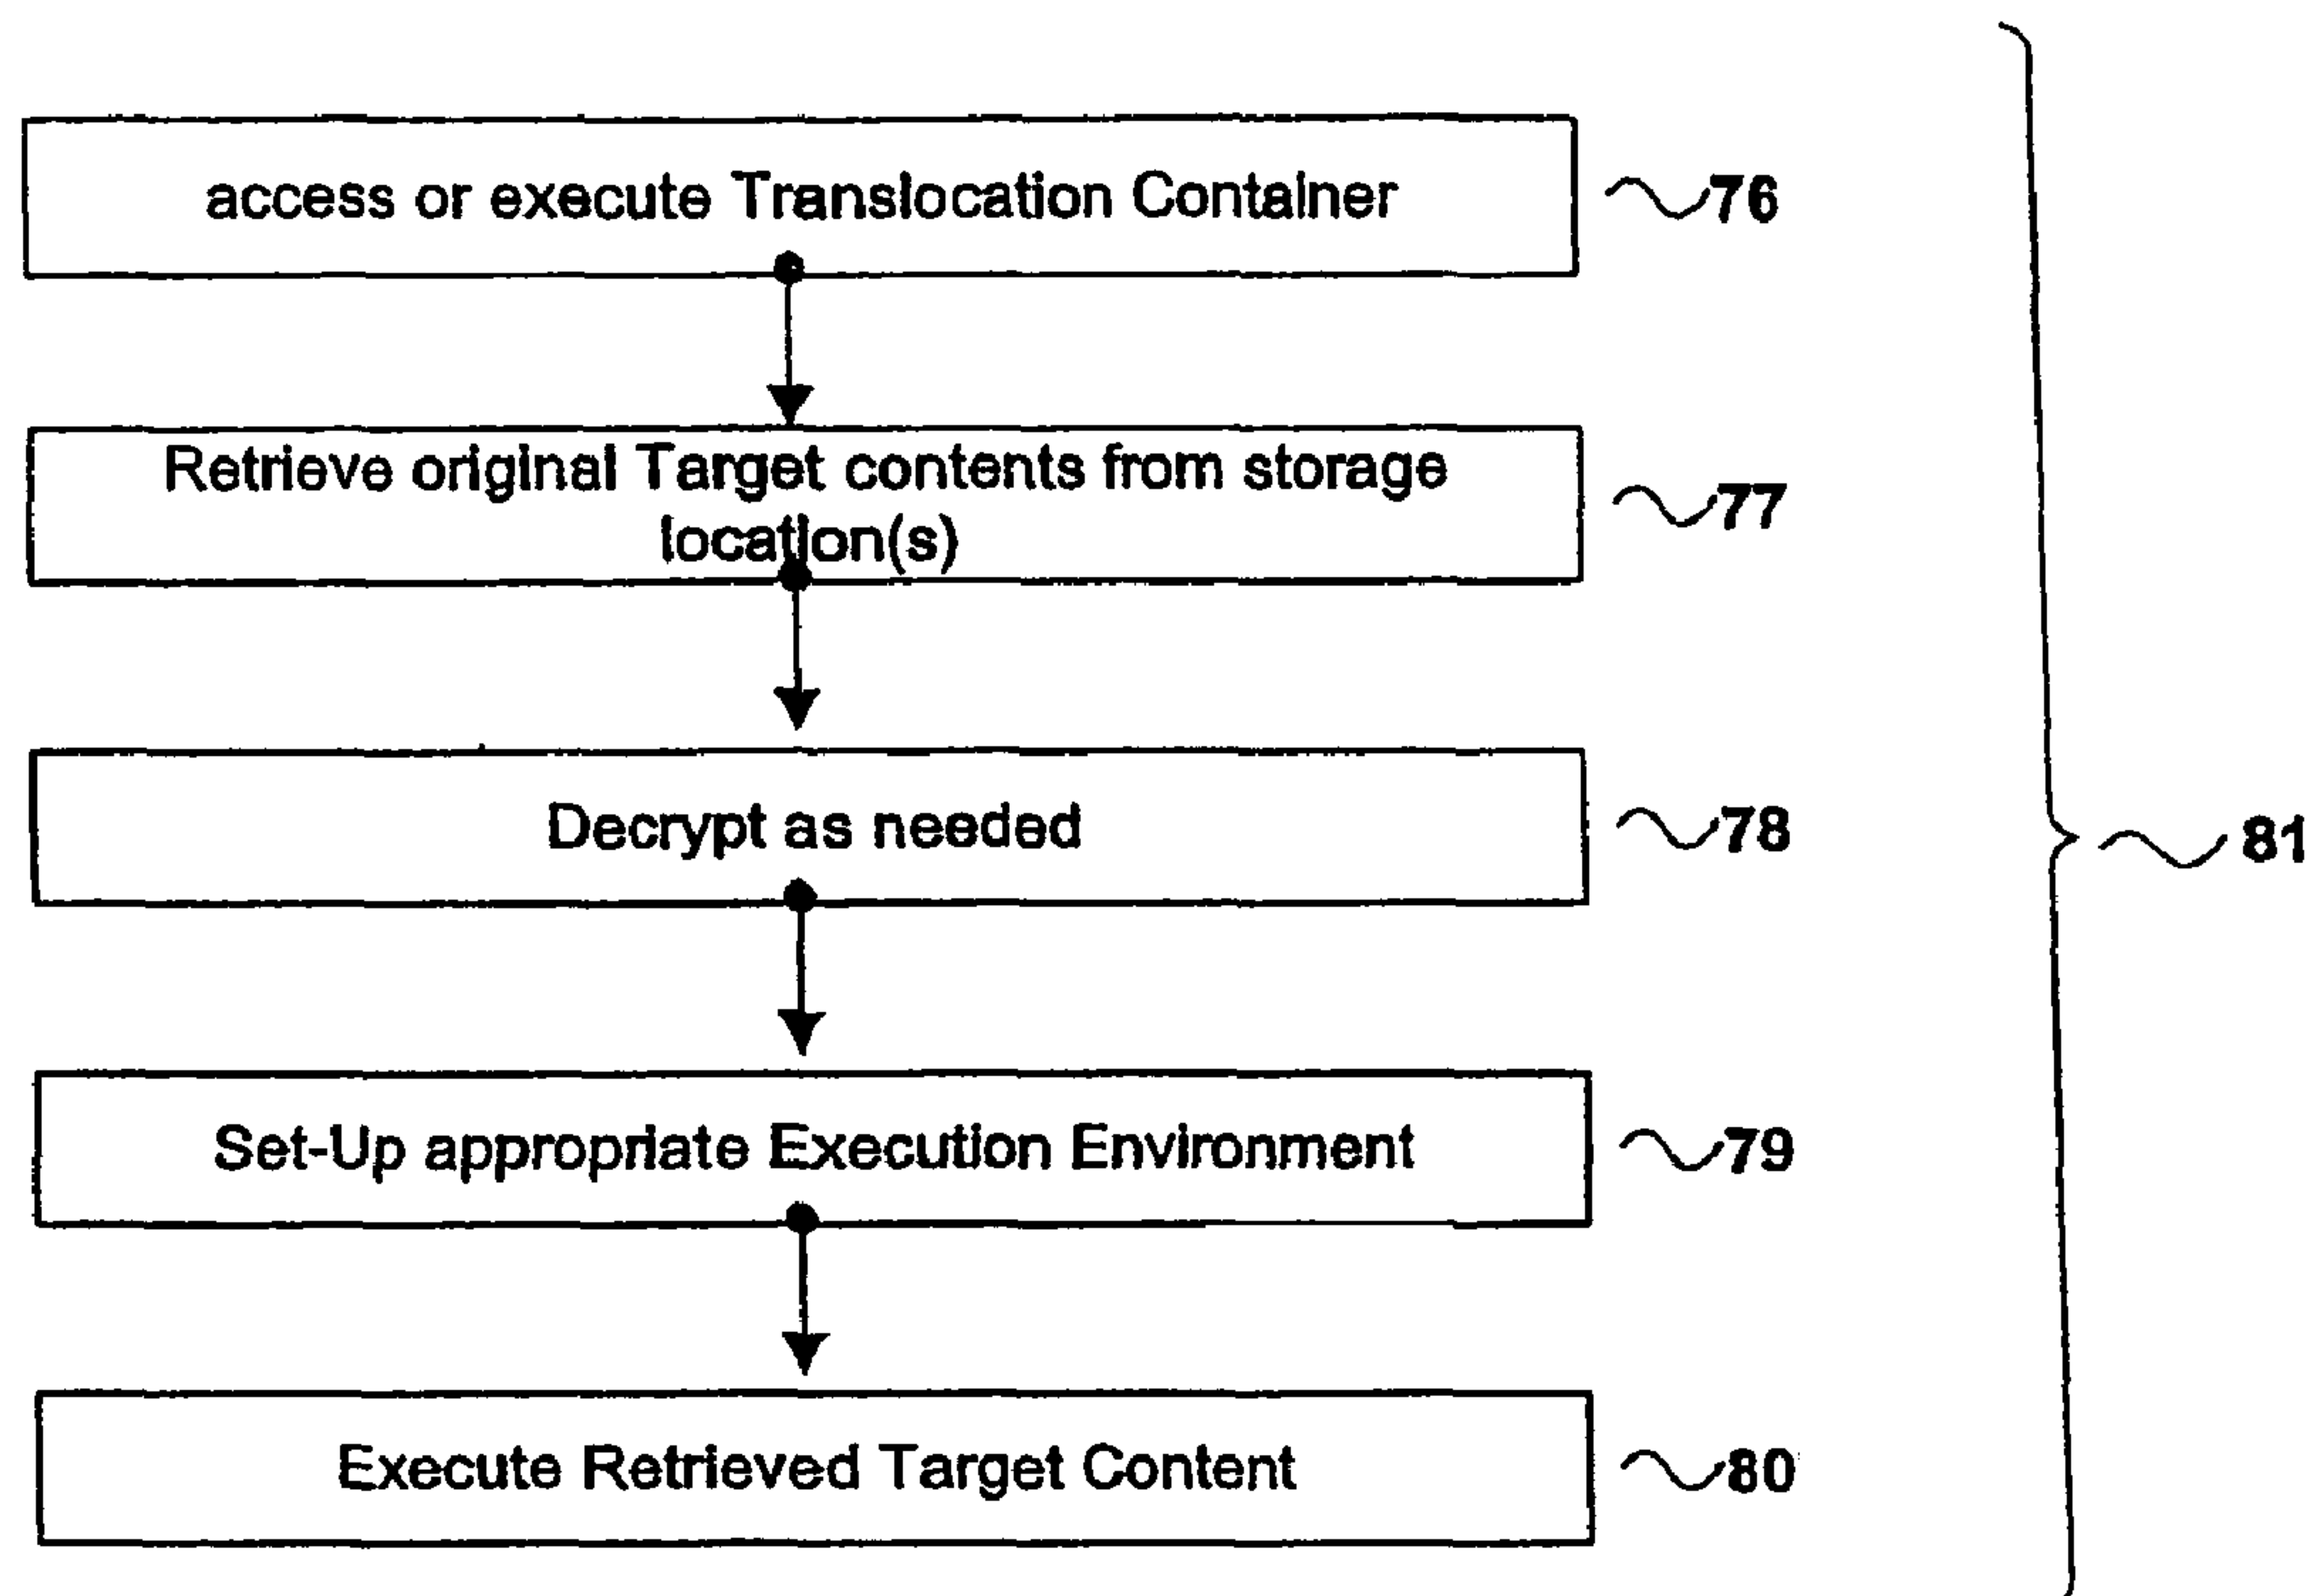 access or execute Translocation Container
76
Retrieve original Target contents from storage
location(s)
77
Decrypt as needed
78
81
Set-Up appropriate Execution Environment
79
Execute Retrieved Target Content
80